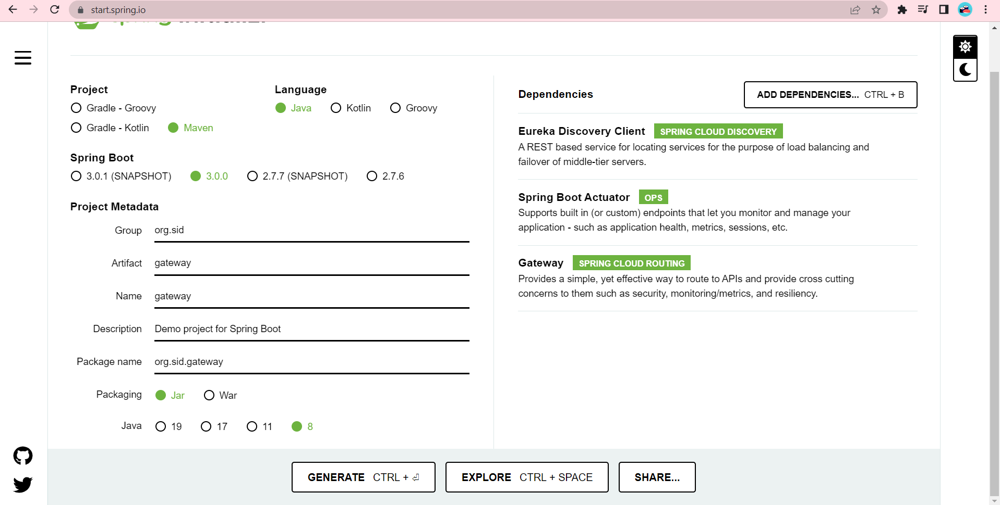 start.spring.io
Project
Gradle - Groovy
Gradle - Kotlin Maven
Language
Java Kotlin Groovy
Spring Boot
3.0.1 (SNAPSHOT) 3.0.0 2.7.7 (SNAPSHOT) 2.7.6
Project Metadata
Group org.sid
Artifact gateway
Name gateway
Description Demo project for Spring Boot
Package name org.sid.gateway
Packaging Jar War
Java 19 17 11 8
Dependencies
ADD DEPENDENCIES... CTRL + B
Eureka Discovery Client SPRING CLOUD DISCOVERY
A REST based service for locating services for the purpose of load balancing and
failover of middle-tier servers.
Spring Boot Actuator OPS
Supports built in (or custom) endpoints that let you monitor and manage your
application - such as application health, metrics, sessions, etc.
Gateway SPRING CLOUD ROUTING
Provides a simple, yet effective way to route to APIs and provide cross cutting
concerns to them such as security, monitoring/metrics, and resiliency.
GENERATE CTRL + ⏎
EXPLORE CTRL + SPACE
SHARE...